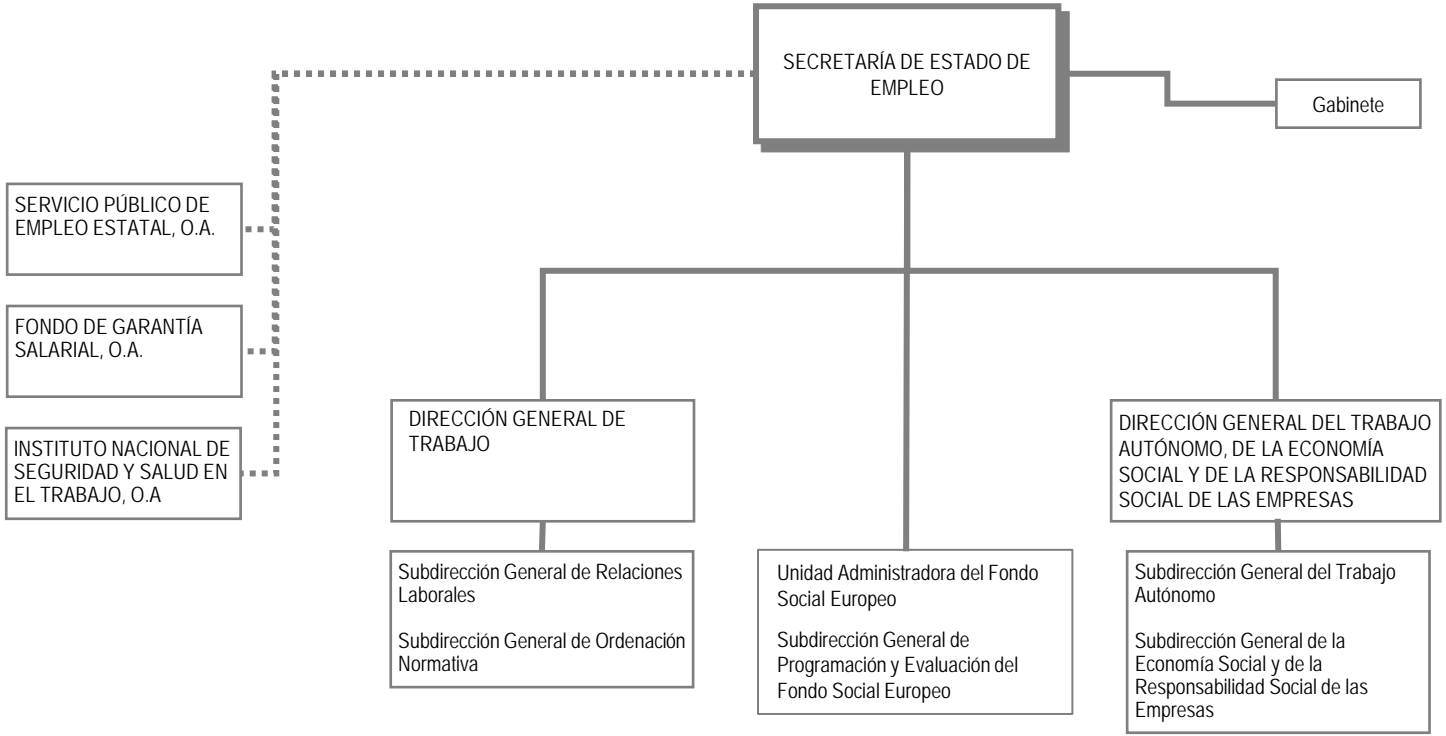 SECRETARÍA DE ESTADO DE
EMPLEO
Gabinete
SERVICIO PÚBLICO DE
EMPLEO ESTATAL, O.A.
FONDO DE GARANTÍA
SALARIAL, O.A.
INSTITUTO NACIONAL DE
SEGURIDAD Y SALUD EN
EL TRABAJO, O.A
DIRECCIÓN GENERAL DE
TRABAJO
DIRECCIÓN GENERAL DEL TRABAJO
AUTÓNOMO, DE LA ECONOMÍA
SOCIAL Y DE LA RESPONSABILIDAD
SOCIAL DE LAS EMPRESAS
Subdirección General de Relaciones
Laborales
Subdirección General de Ordenación
Normativa
Unidad Administradora del Fondo
Social Europeo
Subdirección General de
Programación y Evaluación del
Fondo Social Europeo
Subdirección General del Trabajo
Autónomo
Subdirección General de la
Economía Social y de la
Responsabilidad Social de las
Empresas